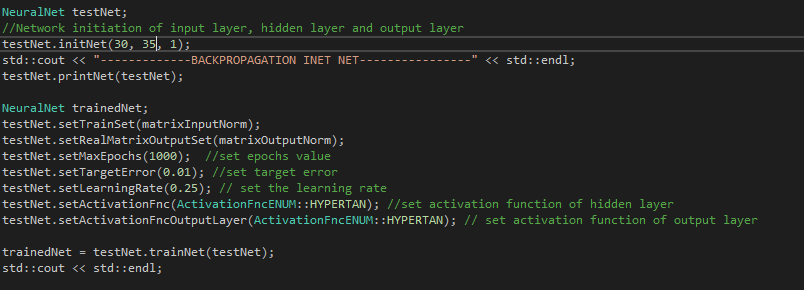 NeuralNet testNet;
//Network initiation of input layer, hidden layer and output layer
testNet.initNet(30, 35, 1);
std::cout << "-------------BACKPROPAGATION INET NET----------------" << std::endl;
testNet.printNet(testNet);
NeuralNet trainedNet;
testNet.setTrainSet(matrixInputNorm);
testNet.setRealMatrixOutputSet(matrixOutputNorm);
testNet.setMaxEpochs(1000);  //set epochs value
testNet.setTargetError(0.01); //set target error
testNet.setLearningRate(0.25); // set the learning rate
testNet.setActivationFnc(ActivationFncENUM::HYPERTAN); //set activation function of hidden layer
testNet.setActivationFncOutputLayer(ActivationFncENUM::HYPERTAN); // set activation function of output layer
trainedNet = testNet.trainNet(testNet);
std::cout << std::endl;